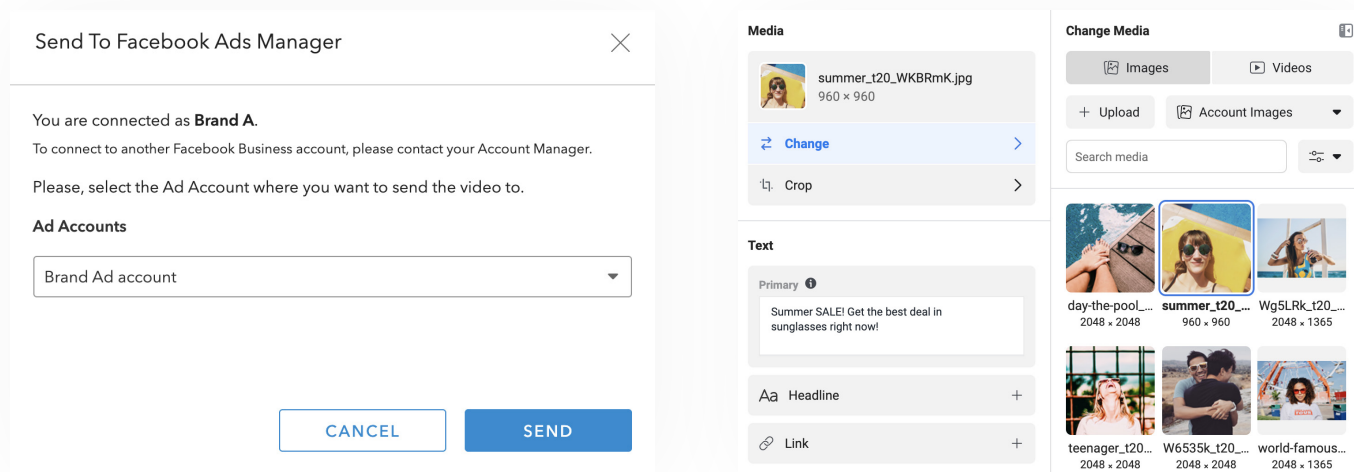 Send To Facebook Ads Manager
You are connected as Brand A.
To connect to another Facebook Business account, please contact your Account Manager.
Please, select the Ad Account where you want to send the video to.
Ad Accounts
Brand Ad account
CANCEL
SEND
Media
summer_t20_WKBRmK.jpg
960 × 960
Change
Crop
Text
Primary
Summer SALE! Get the best deal in
sunglasses right now!
Aa Headline +
Link +
Change Media
Images
Videos
+ Upload
Account Images
Search media
day-the-pool_...
2048 × 2048
summer_t20_...
960 × 960
Wg5LRk_t20_...
2048 × 1365
teenager_t20...
2048 × 2048
W6535k_t20_...
2048 × 2048
world-famous...
2048 × 1365